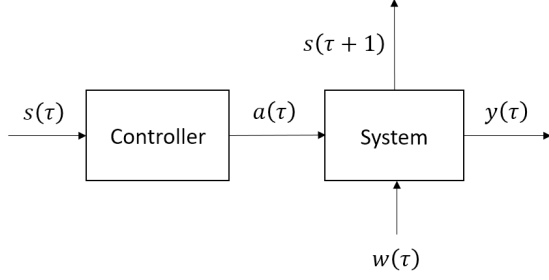 s(τ + 1)
s(τ)
Controller
a(τ)
System
y(τ)
w(τ)